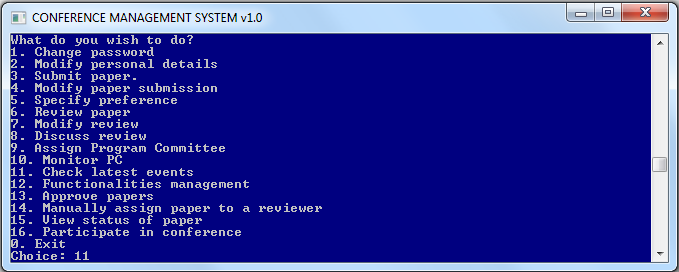 CONFERENCE MANAGEMENT SYSTEM v1.0
What do you wish to do?
1. Change password
2. Modify personal details
3. Submit paper.
4. Modify paper submission
5. Specify preference
6. Review paper
7. Modify review
8. Discuss review
9. Assign Program Committee
10. Monitor PC
11. Check latest events
12. Functionalities management
13. Approve papers
14. Manually assign paper to a reviewer
15. View status of paper
16. Participate in conference
0. Exit
Choice: 11